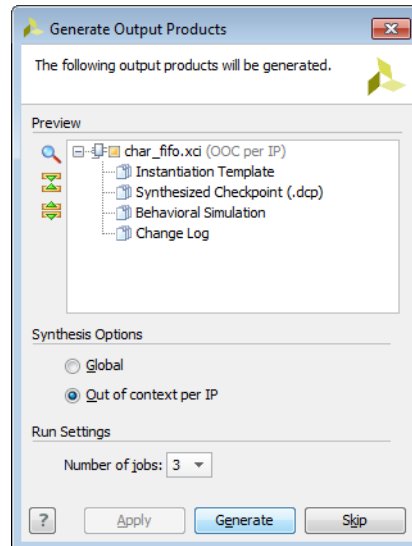 Generate Output Products
The following output products will be generated.
Preview
char_fifo.xci (OOC per IP)
Instantiation Template
Synthesized Checkpoint (.dcp)
Behavioral Simulation
Change Log
Synthesis Options
Global
Out of context per IP
Run Settings
Number of jobs: 3
? Apply Generate Skip